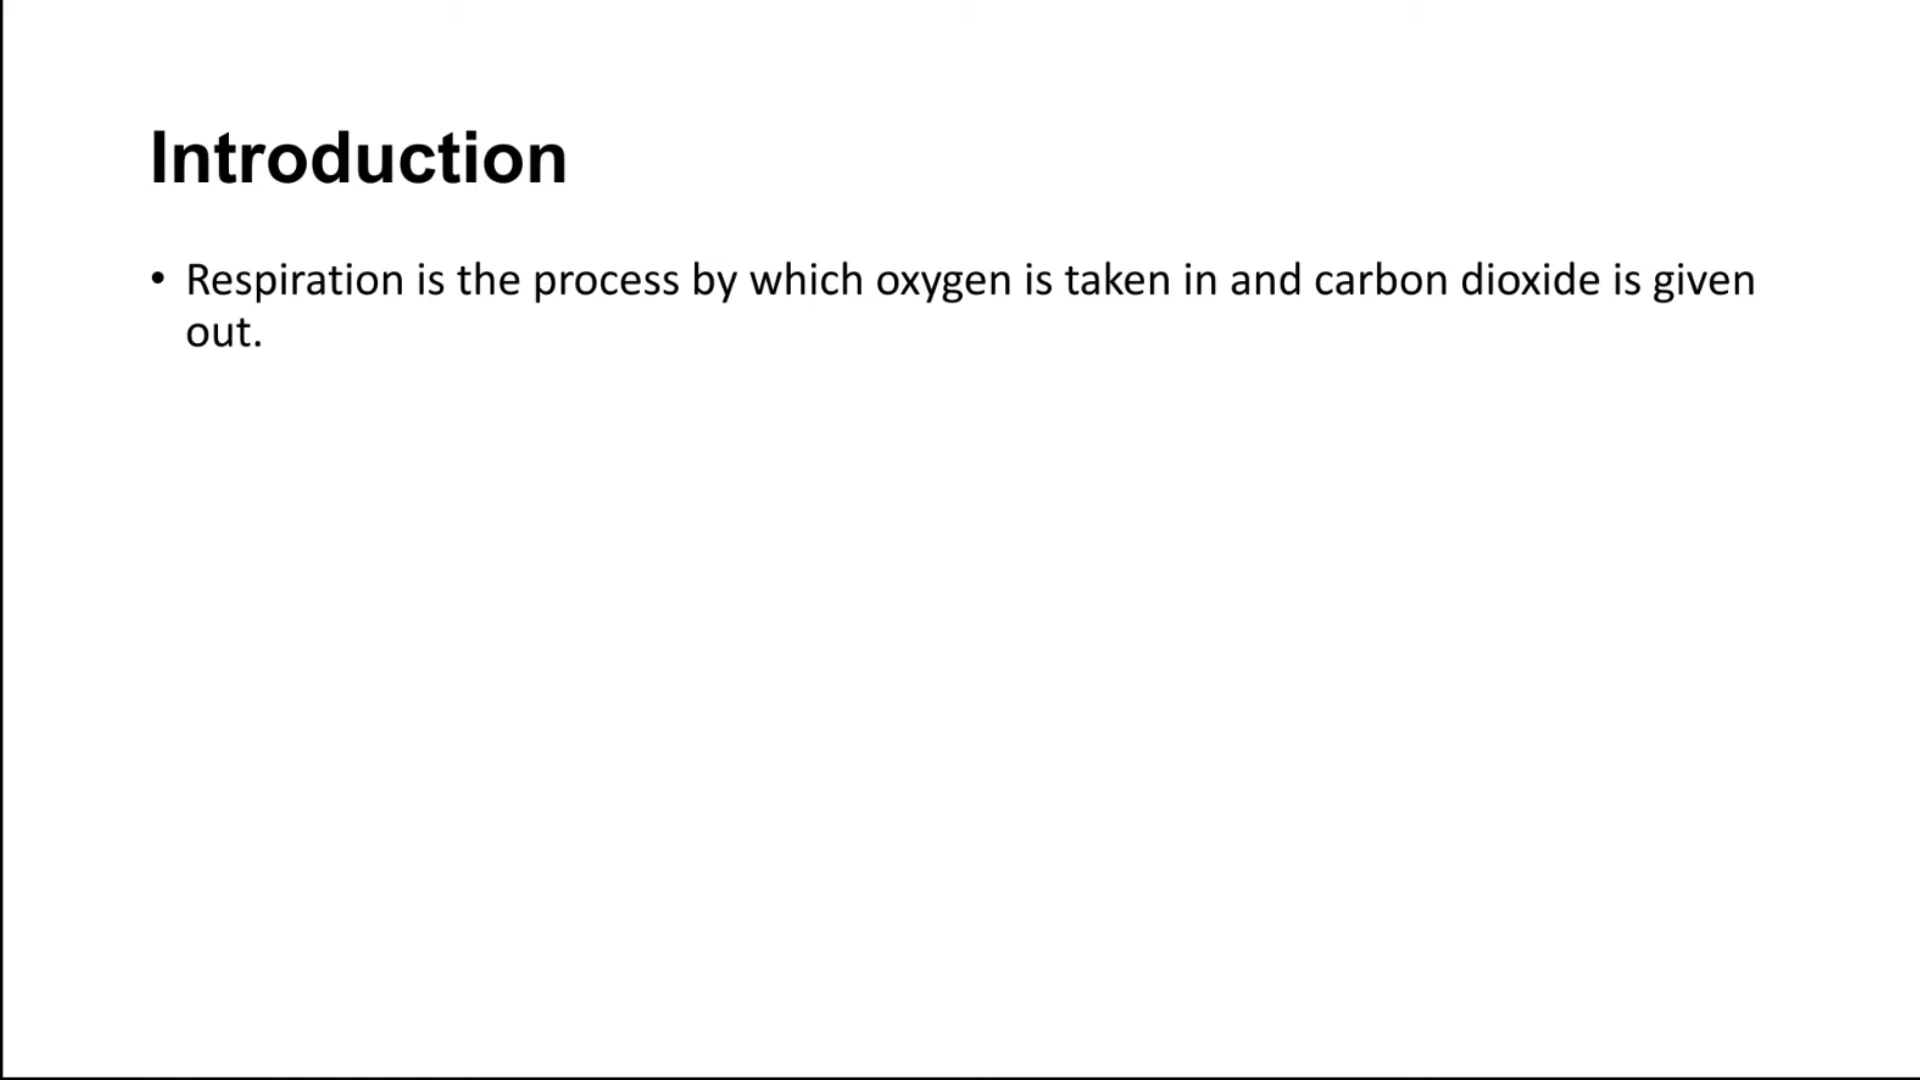 Introduction
• Respiration is the process by which oxygen is taken in and carbon dioxide is given
out.